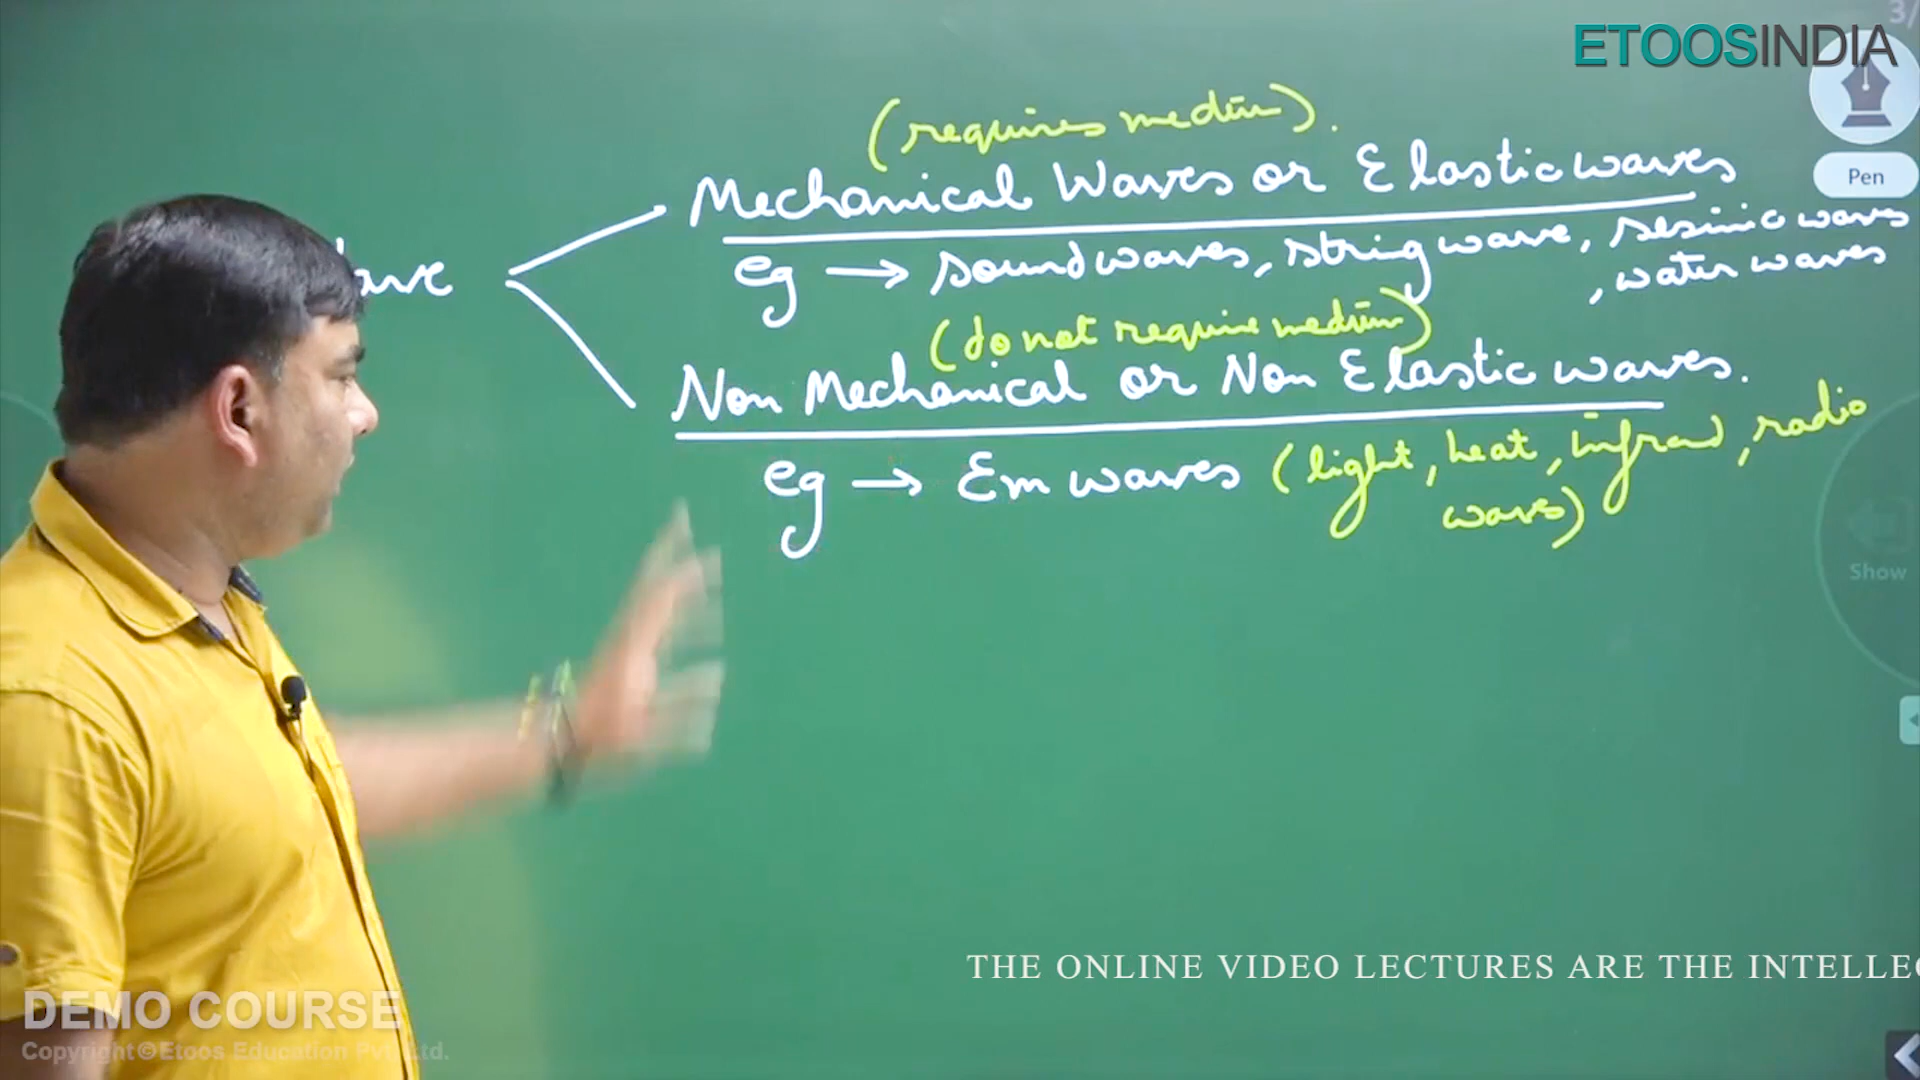 3/
ETOOSINDIA
Pen
(requires medium).
Mechanical Waves or Elastic waves
eg → sound waves, string wave, sesimic waves
, water waves
(do not require medium)
Non Mechanical or Non Elastic waves.
eg → Em waves (light, heat, infrared, radio
waves)
Show
THE ONLINE VIDEO LECTURES ARE THE
DEMO COURSE
Copyright©Etoos Education Pvt. Ltd.